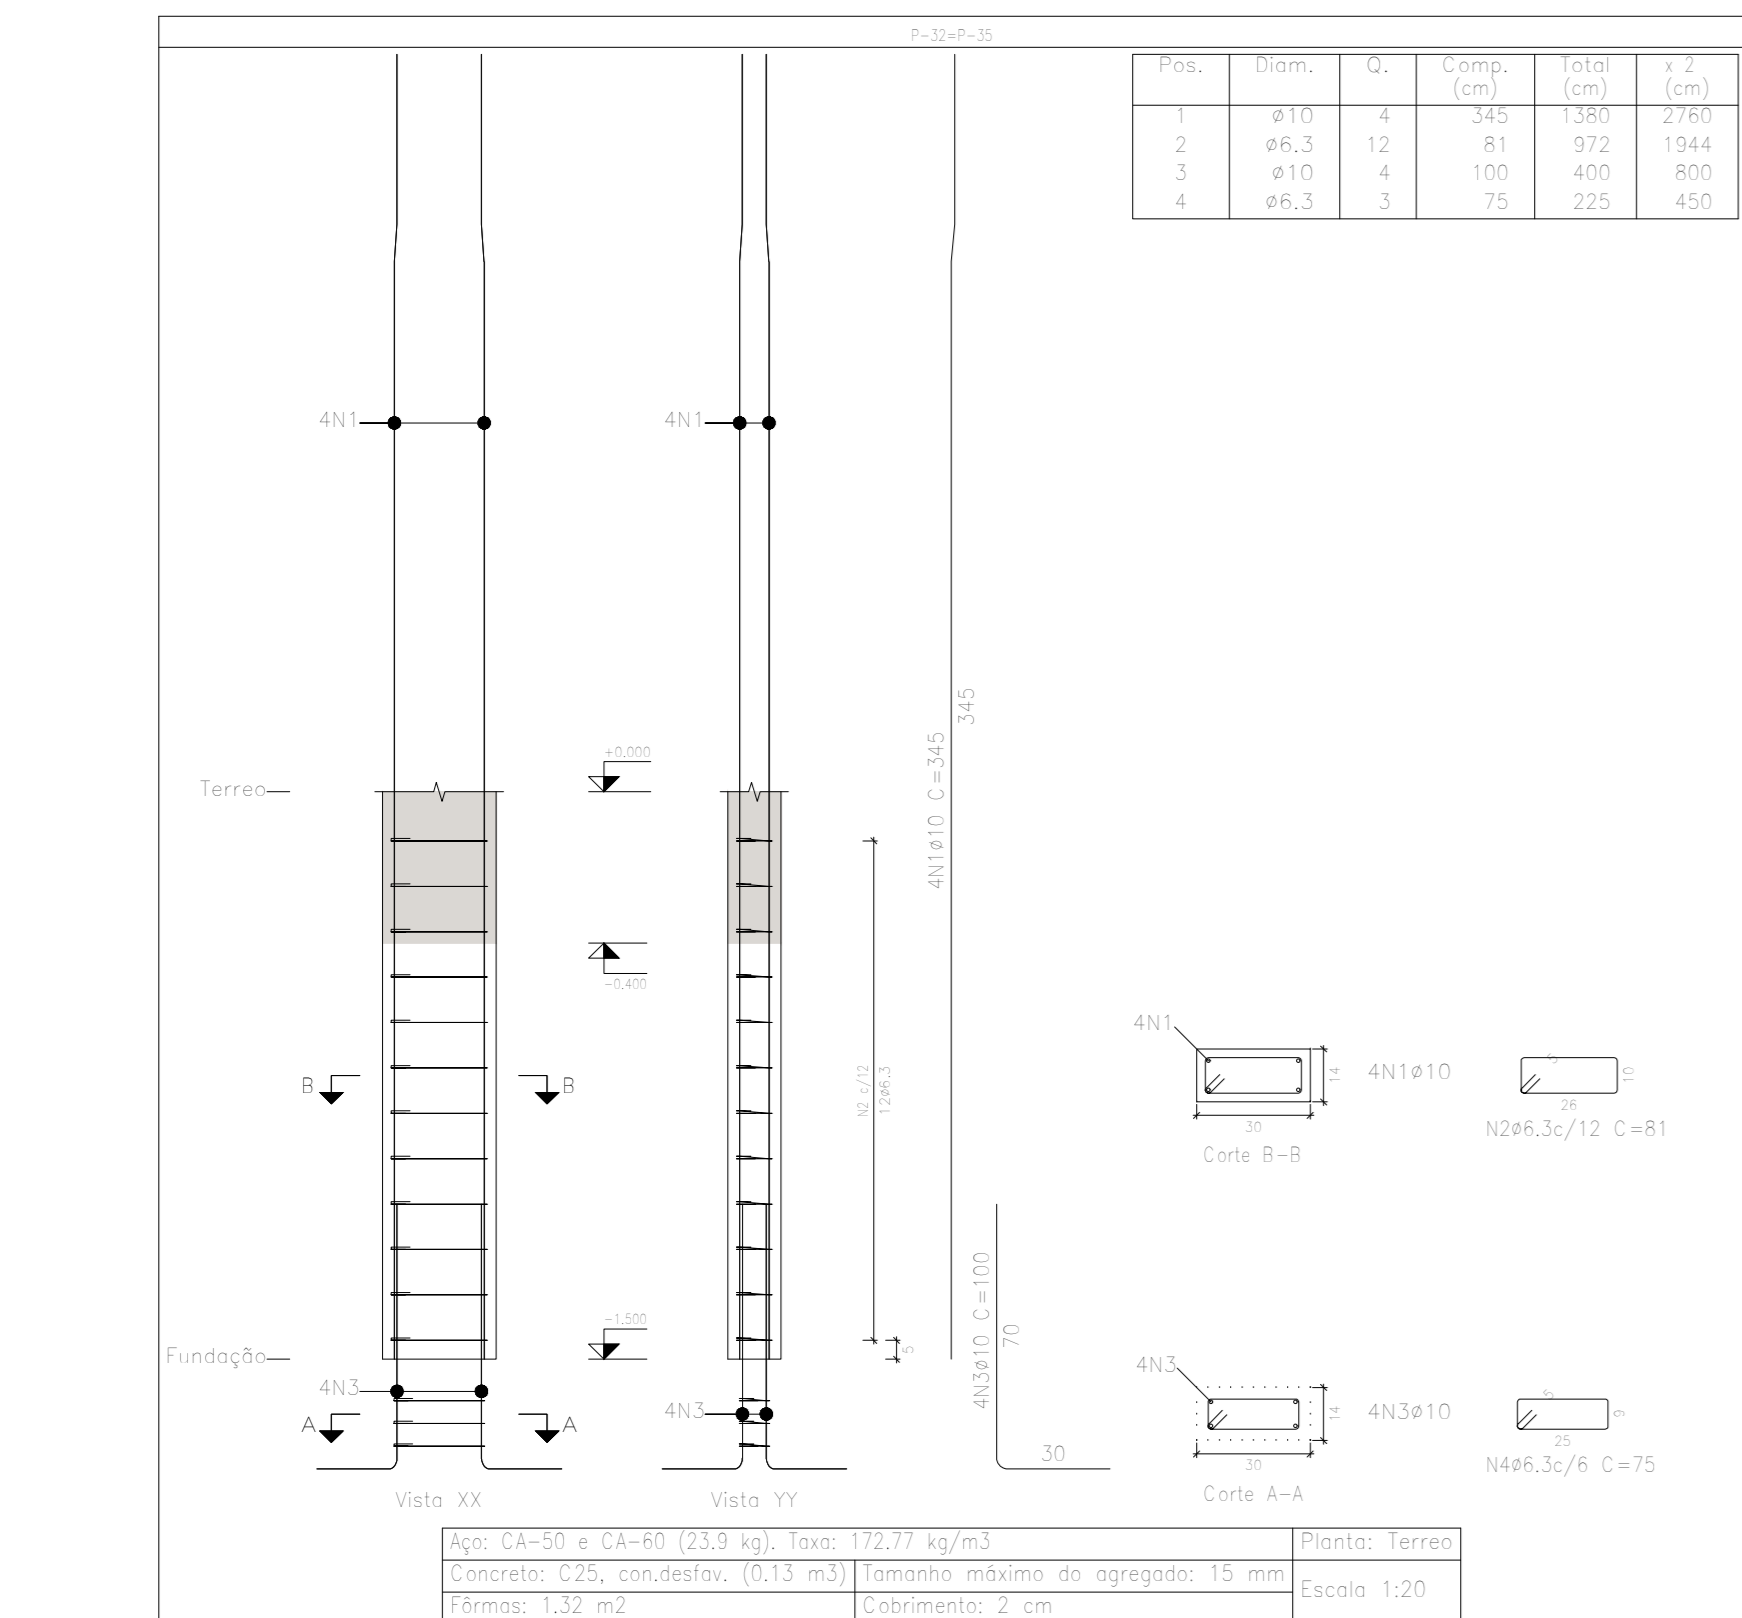 P-32=P-35
Pos. Diam. Q. Comp. (cm) Total (cm) x 2 (cm)
1 ø10 4 345 1380 2760
2 ø6.3 12 81 972 1944
3 ø10 4 100 400 800
4 ø6.3 3 75 225 450
4N1
4N1
345
4N1ø10 C=345
+0.000
Terreo
-0.400
4N1
14
4N1ø10
5
10
30
26
Corte B-B
N2ø6.3c/12 C=81
B
B
N2 c/12
12ø6.3
-1.500
5
Fundação
4N3
4N3
A
A
4N3ø10 C=100
70
30
4N3
14
4N3ø10
5
9
30
25
Corte A-A
N4ø6.3c/6 C=75
Vista XX
Vista YY
Aço: CA-50 e CA-60 (23.9 kg). Taxa: 172.77 kg/m3
Planta: Terreo
Concreto: C25, con.desfav. (0.13 m3)
Tamanho máximo do agregado: 15 mm
Escala 1:20
Fôrmas: 1.32 m2
Cobrimento: 2 cm